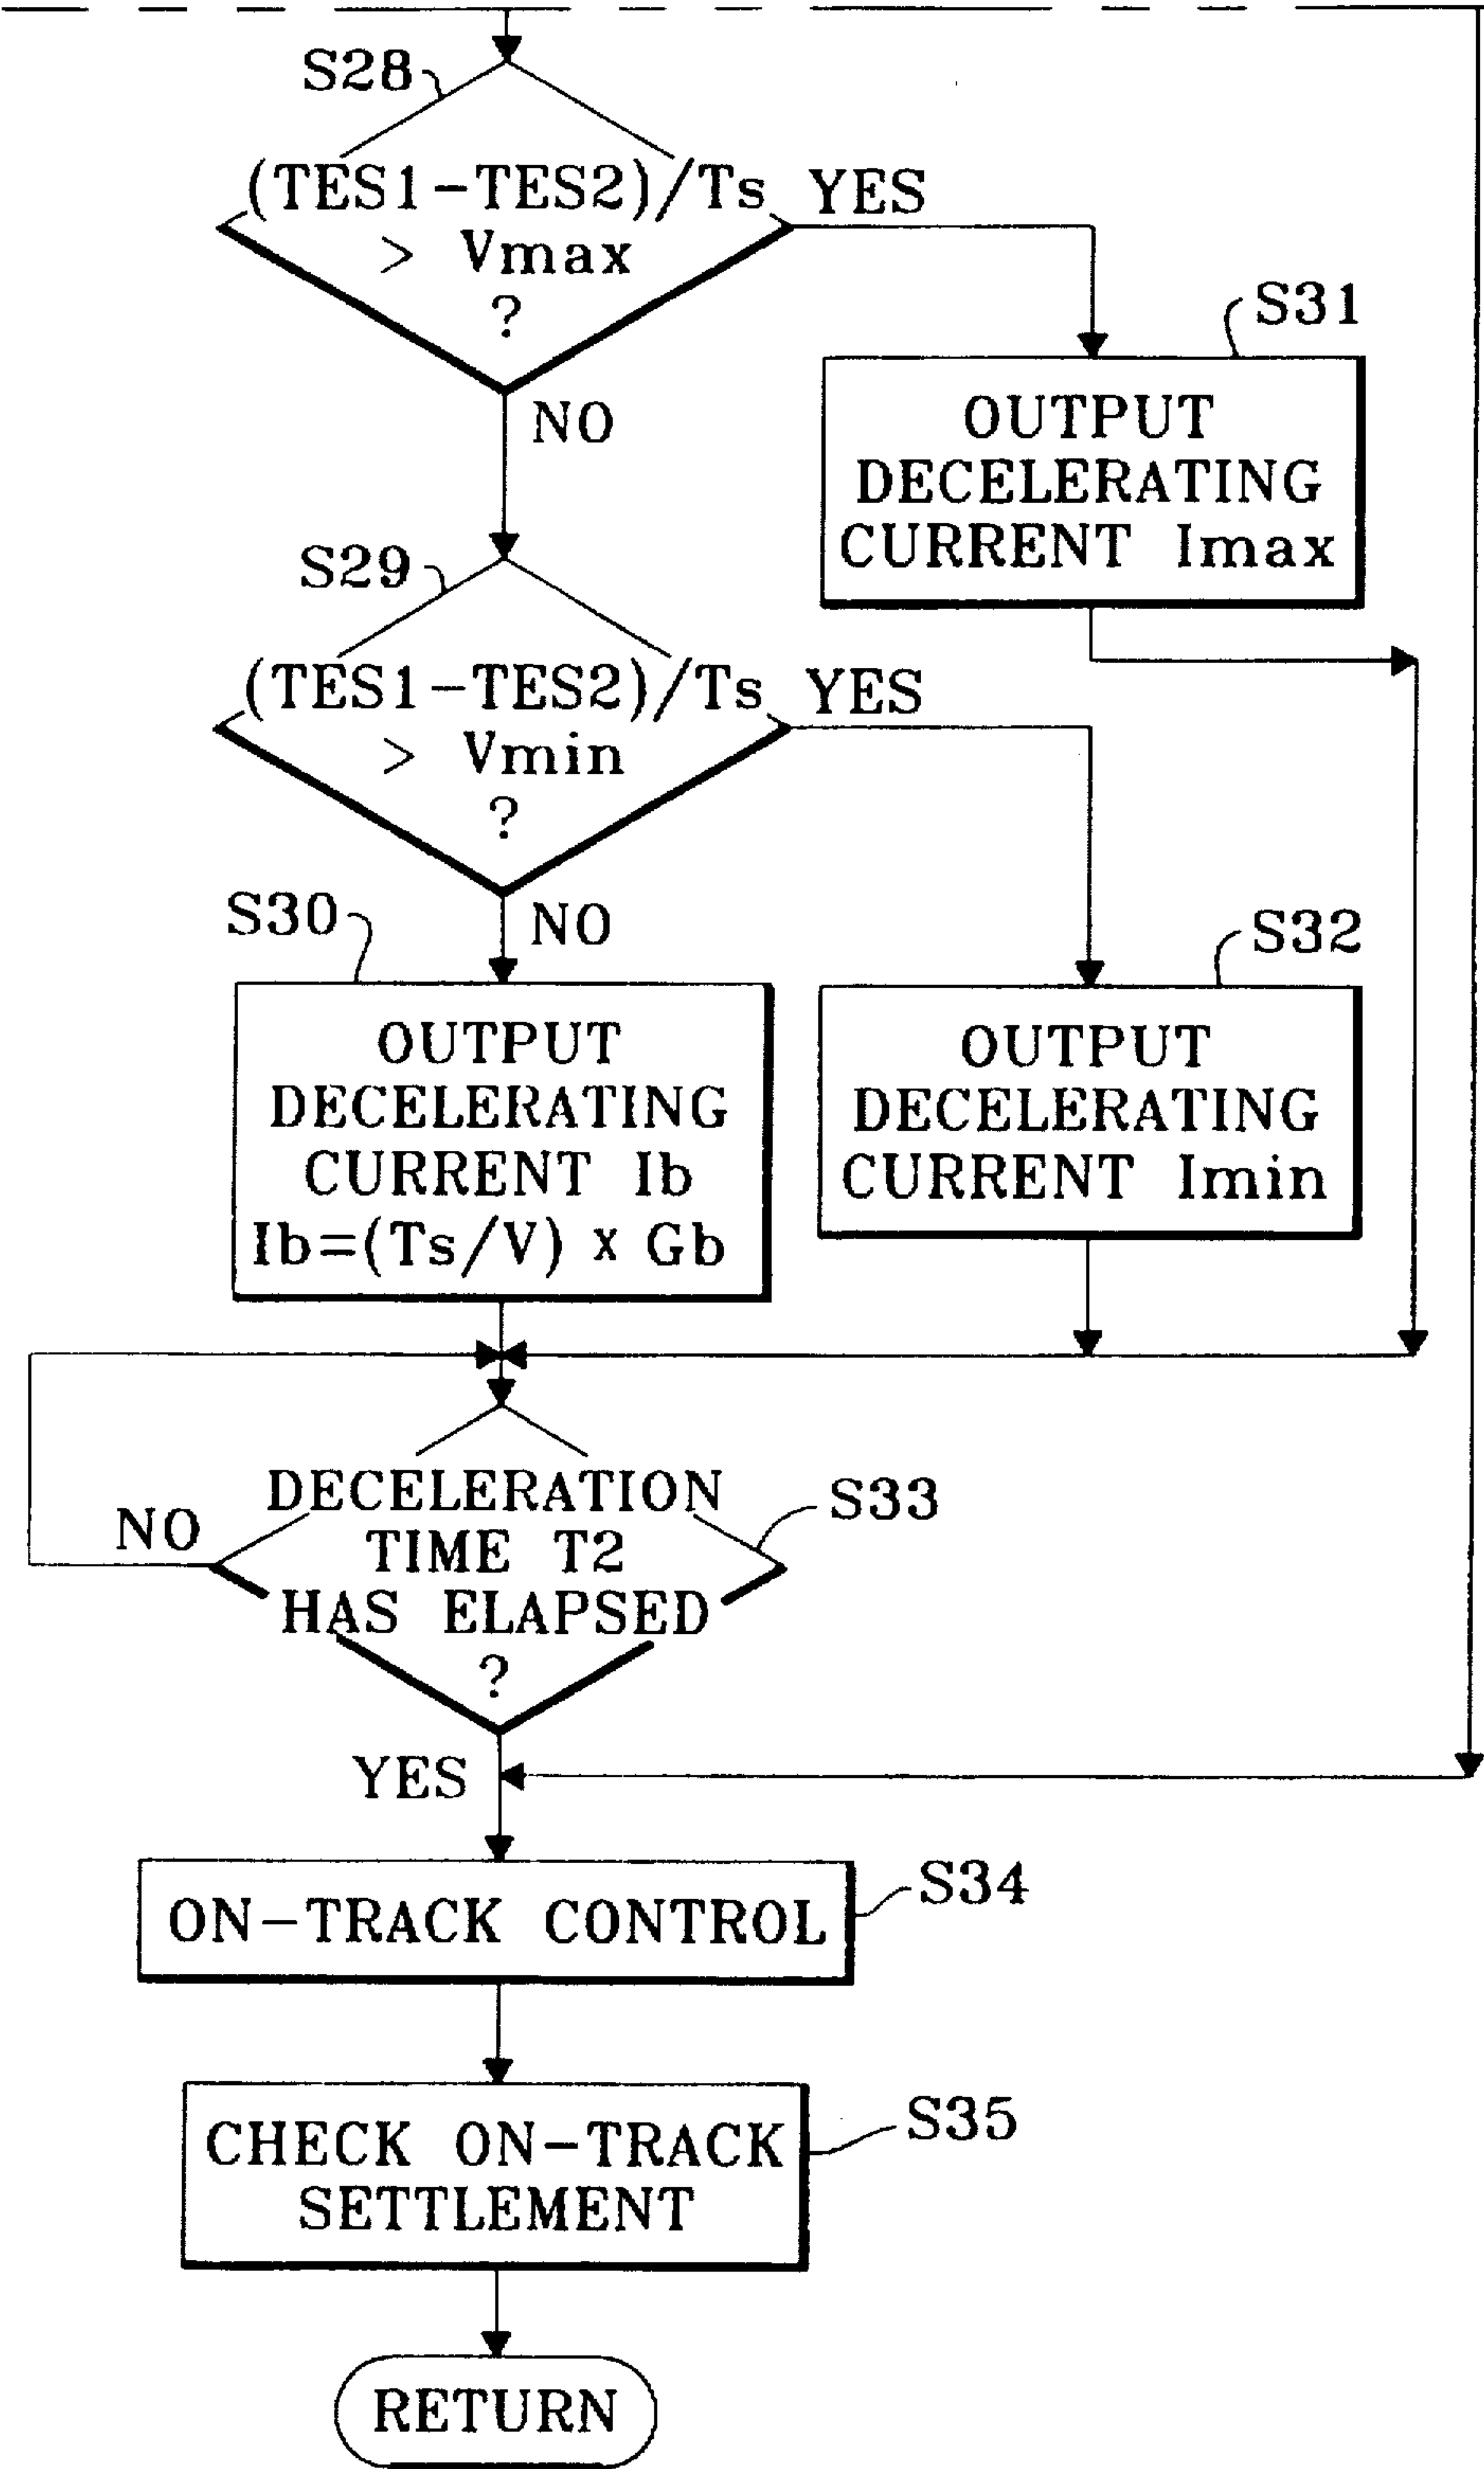 S28
(TES1-TES2)/Ts
> Vmax
?
YES
NO
S31
OUTPUT
DECELERATING
CURRENT Imax
S29
(TES1-TES2)/Ts
> Vmin
?
YES
NO
S30
OUTPUT
DECELERATING
CURRENT Ib
Ib=(Ts/V) x Gb
S32
OUTPUT
DECELERATING
CURRENT Imin
DECELERATION
TIME T2
HAS ELAPSED
?
S33
NO
YES
ON-TRACK CONTROL
S34
CHECK ON-TRACK
SETTLEMENT
S35
RETURN